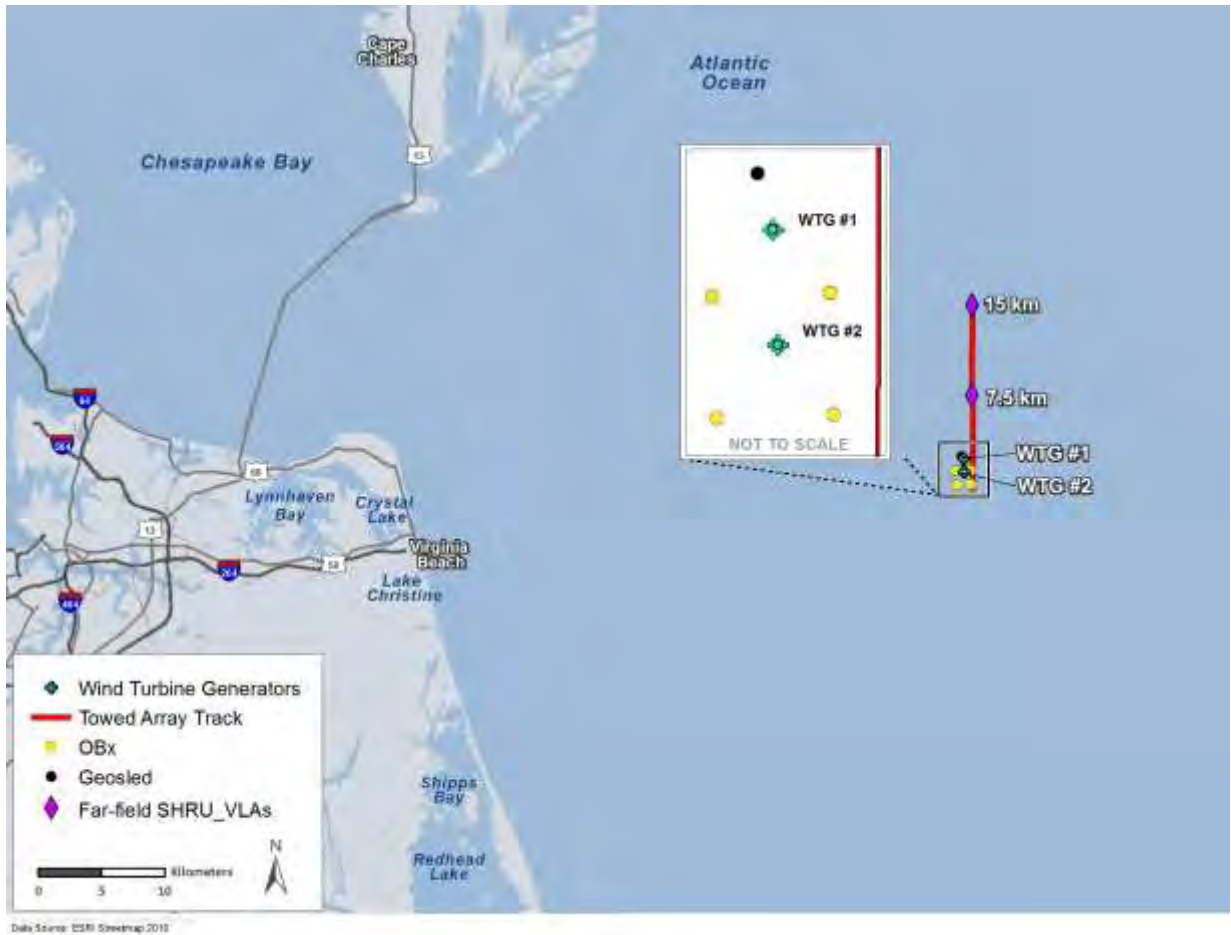 Cape
Charles
Atlantic
Ocean
Chesapeake Bay
13
WTG #1
WTG #2
NOT TO SCALE
15 km
7.5 km
WTG #1
WTG #2
64
564
60
Lynnhaven
Bay
Crystal
Lake
13
Virginia
Beach
58
264
Lake
Christine
464
Wind Turbine Generators
Towed Array Track
OBx
Geosled
Far-field SHRU_VLAs
N
Kilometers
0 5 10
Shipps
Bay
Redhead
Lake
Data Source: ESRI Streetmap 2010